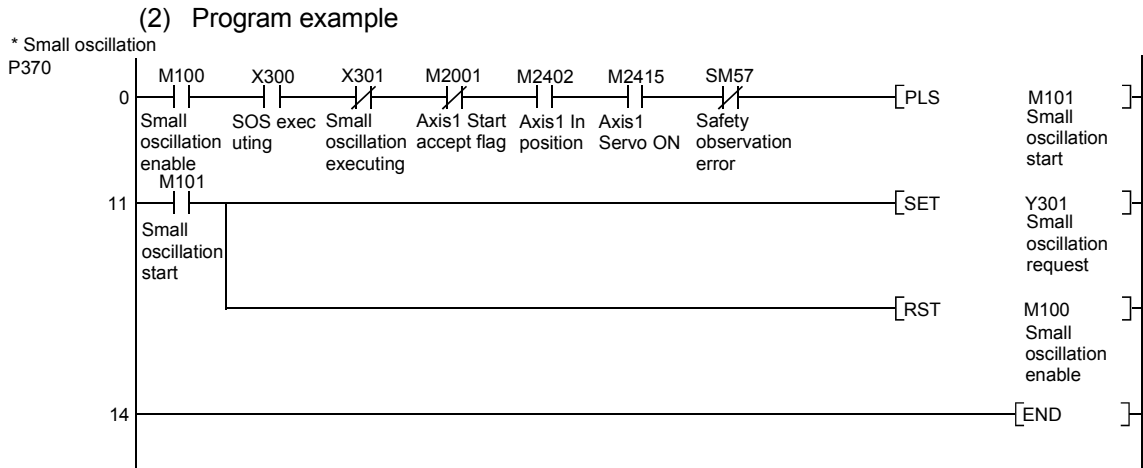 (2) Program example
* Small oscillation
P370
M100 X300 X301 M2001 M2402 M2415 SM57
0 [PLS M101 ]
Small SOS exec Small Axis1 Start Axis1 In Axis1 Safety Small
oscillation uting oscillation accept flag position Servo ON observation oscillation
enable executing error start
M101
11 [SET Y301 ]
Small Small
oscillation oscillation
start request
[RST M100 ]
Small
oscillation
enable
14 [END ]